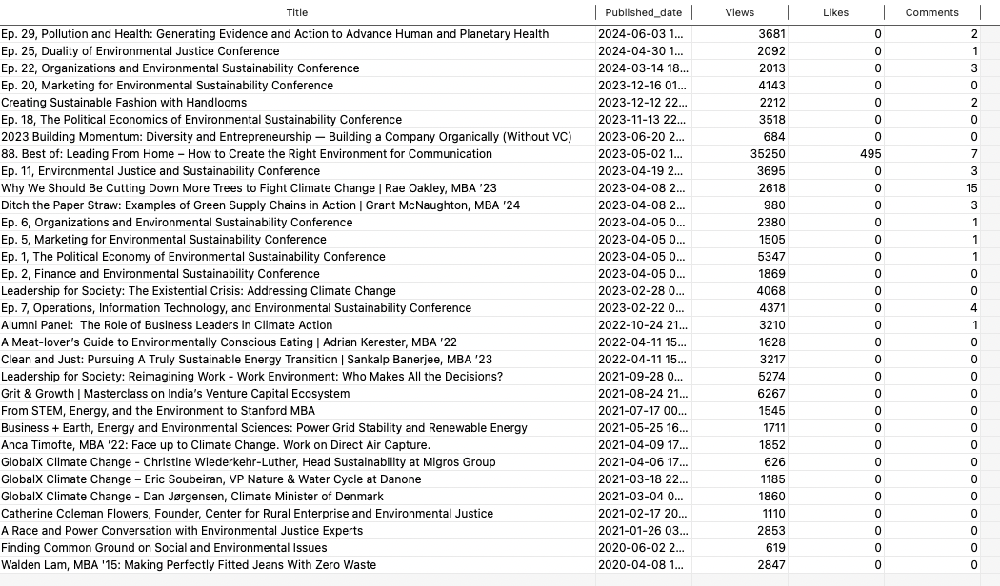 Title Published_date Views Likes Comments
Ep. 29, Pollution and Health: Generating Evidence and Action to Advance Human and Planetary Health 2024-06-03 1... 3681 0 2
Ep. 25, Duality of Environmental Justice Conference 2024-04-30 1... 2092 0 1
Ep. 22, Organizations and Environmental Sustainability Conference 2024-03-14 18... 2013 0 3
Ep. 20, Marketing for Environmental Sustainability Conference 2023-12-16 01... 4143 0 0
Creating Sustainable Fashion with Handlooms 2023-12-12 22... 2212 0 2
Ep. 18, The Political Economics of Environmental Sustainability Conference 2023-11-13 22... 3518 0 0
2023 Building Momentum: Diversity and Entrepreneurship — Building a Company Organically (Without VC) 2023-06-20 2... 684 0 0
88. Best of: Leading From Home – How to Create the Right Environment for Communication 2023-05-02 1... 35250 495 7
Ep. 11, Environmental Justice and Sustainability Conference 2023-04-19 2... 3695 0 3
Why We Should Be Cutting Down More Trees to Fight Climate Change | Rae Oakley, MBA ’23 2023-04-08 2... 2618 0 15
Ditch the Paper Straw: Examples of Green Supply Chains in Action | Grant McNaughton, MBA ’24 2023-04-08 2... 980 0 3
Ep. 6, Organizations and Environmental Sustainability Conference 2023-04-05 0... 2380 0 1
Ep. 5, Marketing for Environmental Sustainability Conference 2023-04-05 0... 1505 0 1
Ep. 1, The Political Economy of Environmental Sustainability Conference 2023-04-05 0... 5347 0 1
Ep. 2, Finance and Environmental Sustainability Conference 2023-04-05 0... 1869 0 0
Leadership for Society: The Existential Crisis: Addressing Climate Change 2023-02-28 0... 4068 0 0
Ep. 7, Operations, Information Technology, and Environmental Sustainability Conference 2023-02-22 0... 4371 0 4
Alumni Panel:  The Role of Business Leaders in Climate Action 2022-10-24 21... 3210 0 1
A Meat-lover’s Guide to Environmentally Conscious Eating | Adrian Kerester, MBA ’22 2022-04-11 15... 1628 0 0
Clean and Just: Pursuing A Truly Sustainable Energy Transition | Sankalp Banerjee, MBA ’23 2022-04-11 15... 3217 0 0
Leadership for Society: Reimagining Work - Work Environment: Who Makes All the Decisions? 2021-09-28 0... 5274 0 0
Grit & Growth | Masterclass on India’s Venture Capital Ecosystem 2021-08-24 21... 6267 0 0
From STEM, Energy, and the Environment to Stanford MBA 2021-07-17 00... 1545 0 0
Business + Earth, Energy and Environmental Sciences: Power Grid Stability and Renewable Energy 2021-05-25 16... 1711 0 0
Anca Timofte, MBA ’22: Face up to Climate Change. Work on Direct Air Capture. 2021-04-09 17... 1852 0 0
GlobalX Climate Change - Christine Wiederkehr-Luther, Head Sustainability at Migros Group 2021-04-06 17... 626 0 0
GlobalX Climate Change – Eric Soubeiran, VP Nature & Water Cycle at Danone 2021-03-18 22... 1185 0 0
GlobalX Climate Change - Dan Jørgensen, Climate Minister of Denmark 2021-03-04 0... 1860 0 0
Catherine Coleman Flowers, Founder, Center for Rural Enterprise and Environmental Justice 2021-02-17 20... 1110 0 0
A Race and Power Conversation with Environmental Justice Experts 2021-01-26 03... 2853 0 0
Finding Common Ground on Social and Environmental Issues 2020-06-02 2... 619 0 0
Walden Lam, MBA '15: Making Perfectly Fitted Jeans With Zero Waste 2020-04-08 1... 2847 0 0